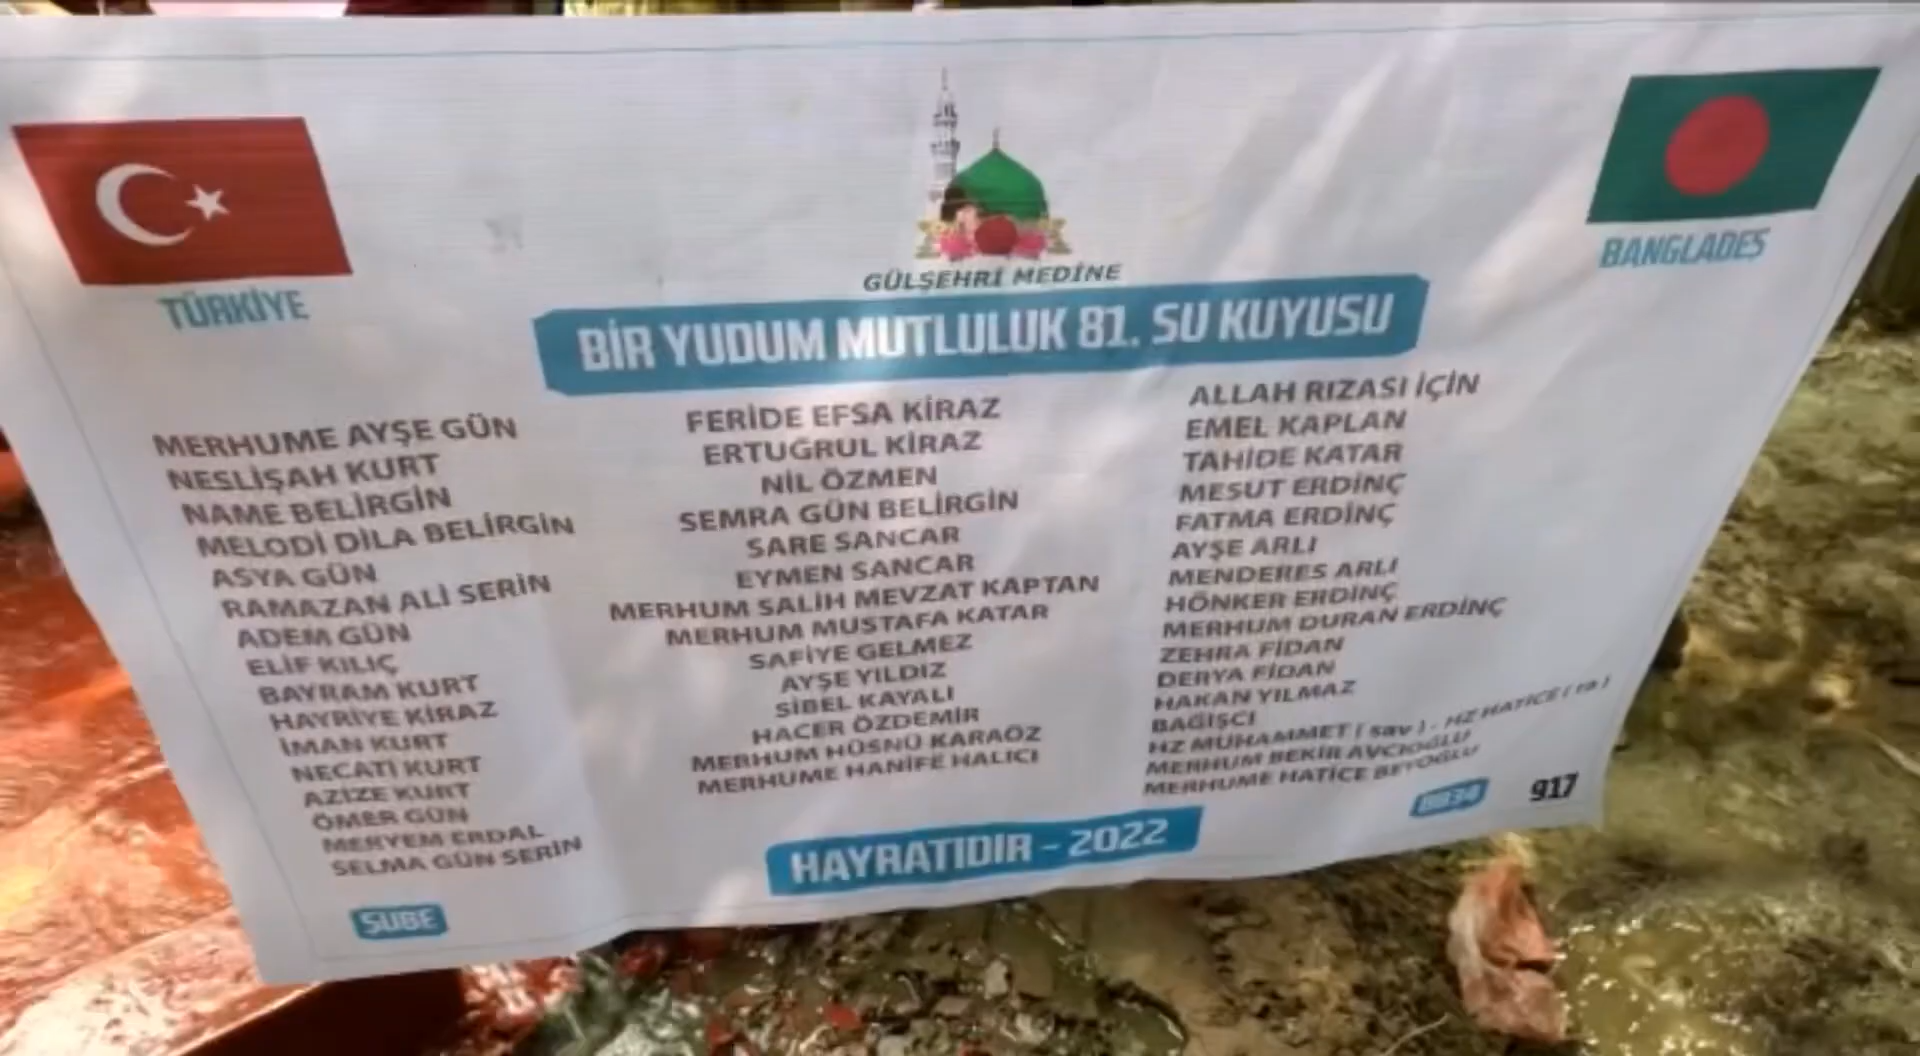 TÜRKİYE
GÜLŞEHRİ MEDİNE
BANGLADEŞ
BİR YUDUM MUTLULUK 81. SU KUYUSU
MERHUME AYŞE GÜN
NESLİŞAH KURT
NAME BELİRGİN
MELODİ DİLA BELİRGİN
ASYA GÜN
RAMAZAN ALİ SERİN
ADEM GÜN
ELİF KILIÇ
BAYRAM KURT
HAYRİYE KİRAZ
İMAN KURT
NECATİ KURT
AZİZE KURT
ÖMER GÜN
MERYEM ERDAL
SELMA GÜN SERİN
FERİDE EFSA KİRAZ
ERTUĞRUL KİRAZ
NİL ÖZMEN
SEMRA GÜN BELİRGİN
SARE SANCAR
EYMEN SANCAR
MERHUM SALİH MEVZAT KAPTAN
MERHUM MUSTAFA KATAR
SAFİYE GELMEZ
AYŞE YILDIZ
SİBEL KAYALI
HACER ÖZDEMİR
MERHUM HÜSNÜ KARAÖZ
MERHUME HANİFE HALICI
ALLAH RIZASI İÇİN
EMEL KAPLAN
TAHİDE KATAR
MESUT ERDİNÇ
FATMA ERDİNÇ
AYŞE ARLI
MENDERES ARLI
HÖNKER ERDİNÇ
MERHUM DURAN ERDİNÇ
ZEHRA FİDAN
DERYA FİDAN
HAKAN YILMAZ
BAĞIŞCI
HZ MUHAMMET ( sav ) - HZ HATİCE ( ra )
MERHUM BEKİR AVCIOĞLU
MERHUME HATİCE BEYOĞLU
917
HAYRATIDIR - 2022
ŞUBE